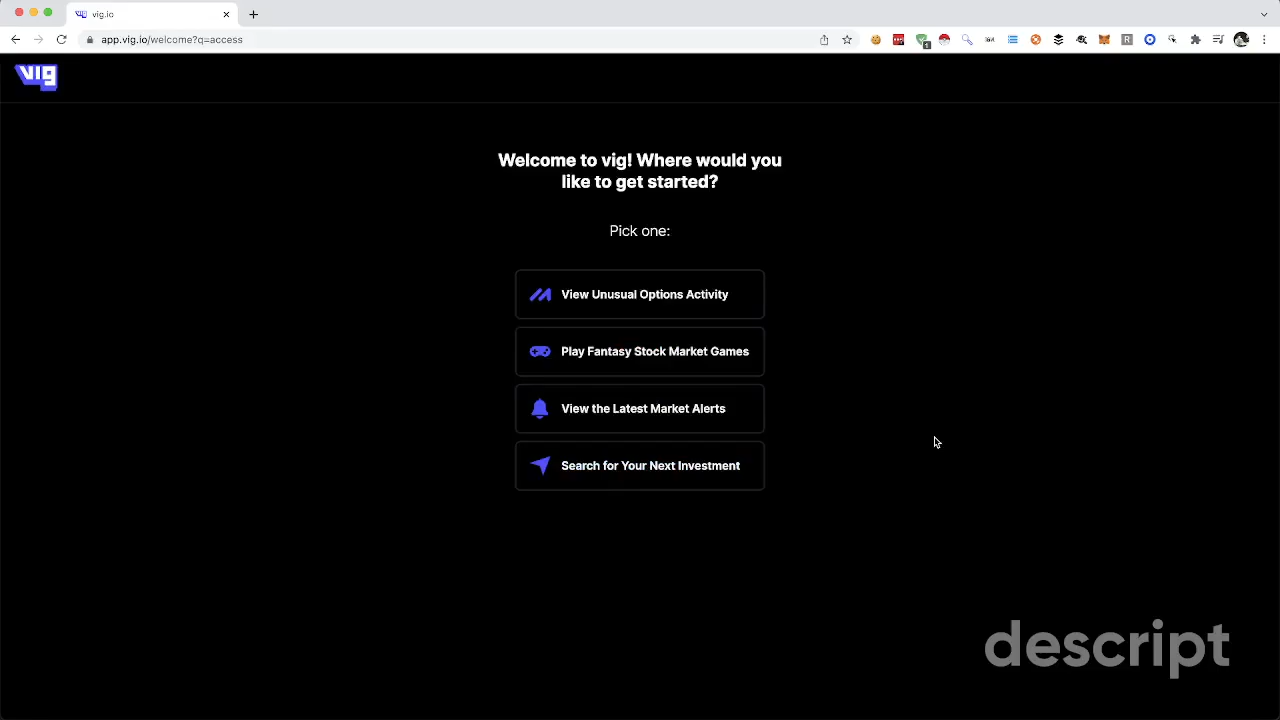 vig.io
app.vig.io/welcome?q=access
vig
Welcome to vig! Where would you
like to get started?
Pick one:
View Unusual Options Activity
Play Fantasy Stock Market Games
View the Latest Market Alerts
Search for Your Next Investment
descript